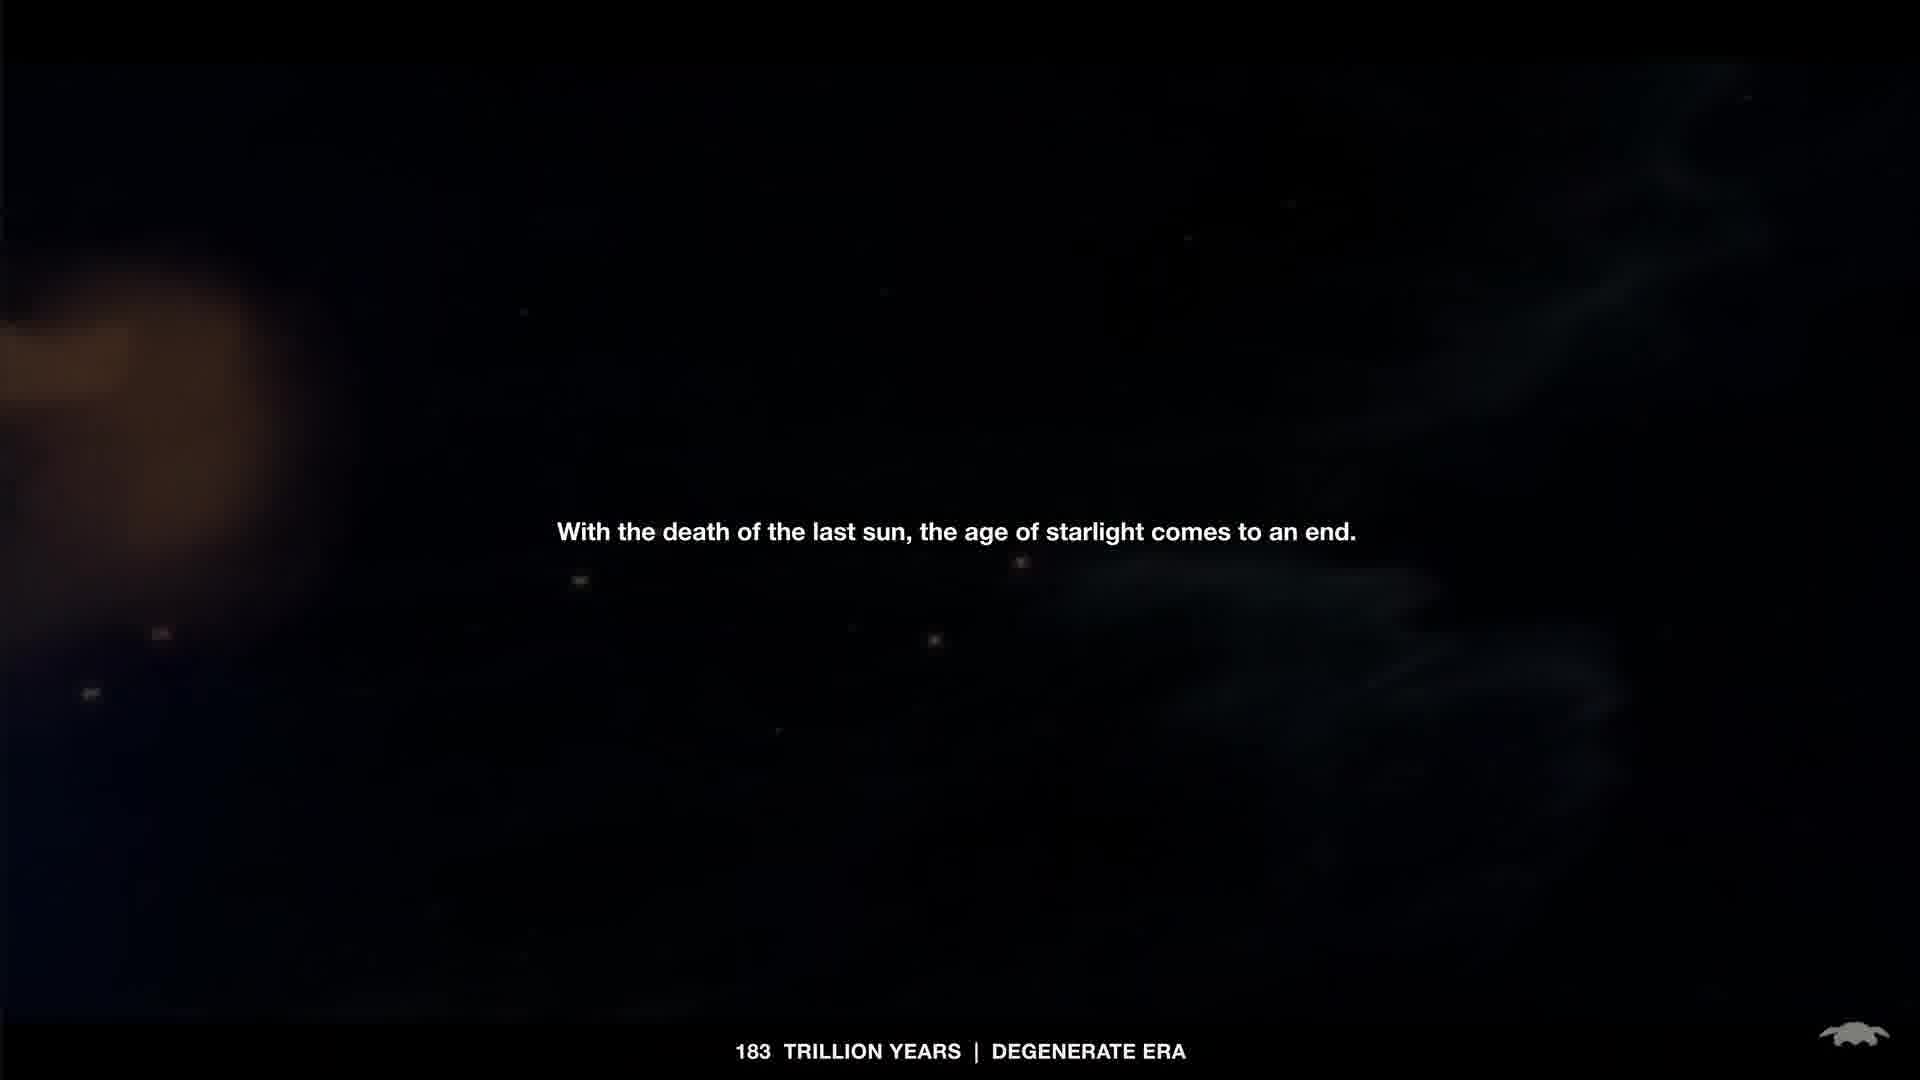 With the death of the last sun, the age of starlight comes to an end.
183 TRILLION YEARS | DEGENERATE ERA